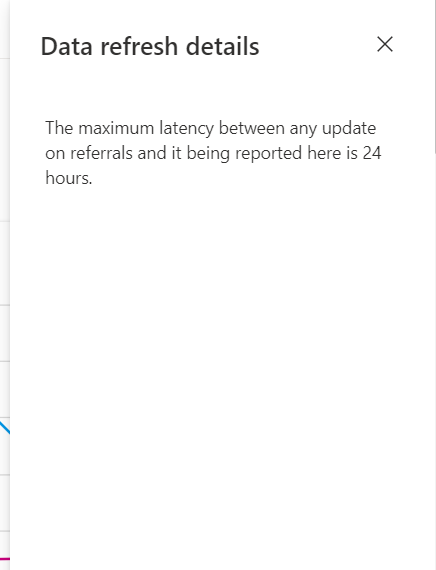 Data refresh details
The maximum latency between any update
on referrals and it being reported here is 24
hours.